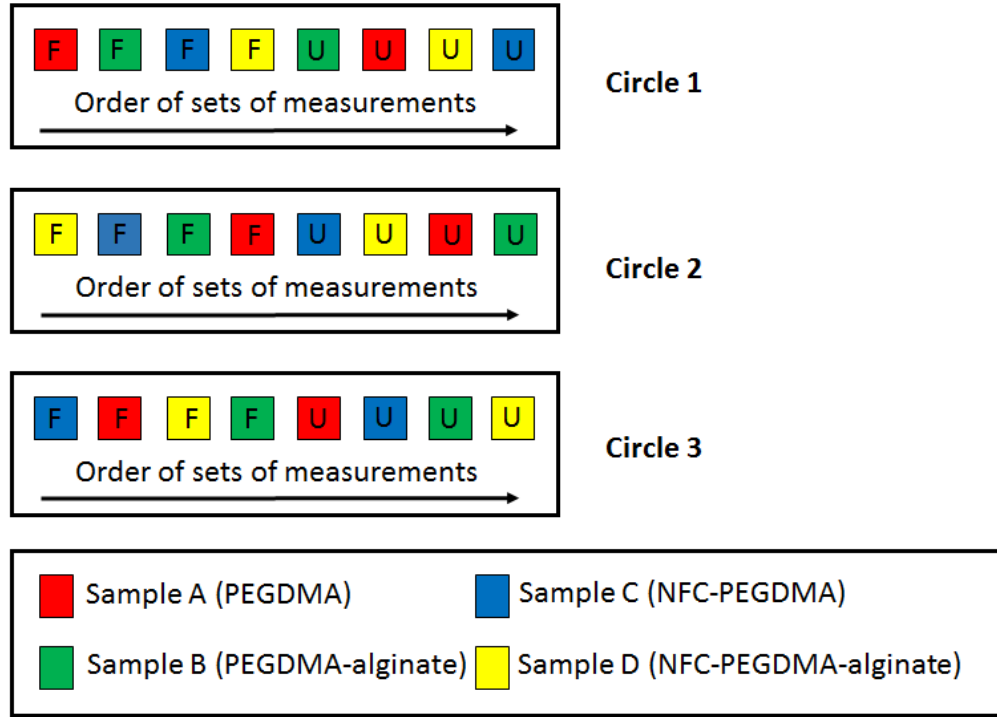 F F F F U U U U
Order of sets of measurements
Circle 1
F F F F U U U U
Order of sets of measurements
Circle 2
F F F F U U U U
Order of sets of measurements
Circle 3
Sample A (PEGDMA)
Sample C (NFC-PEGDMA)
Sample B (PEGDMA-alginate)
Sample D (NFC-PEGDMA-alginate)